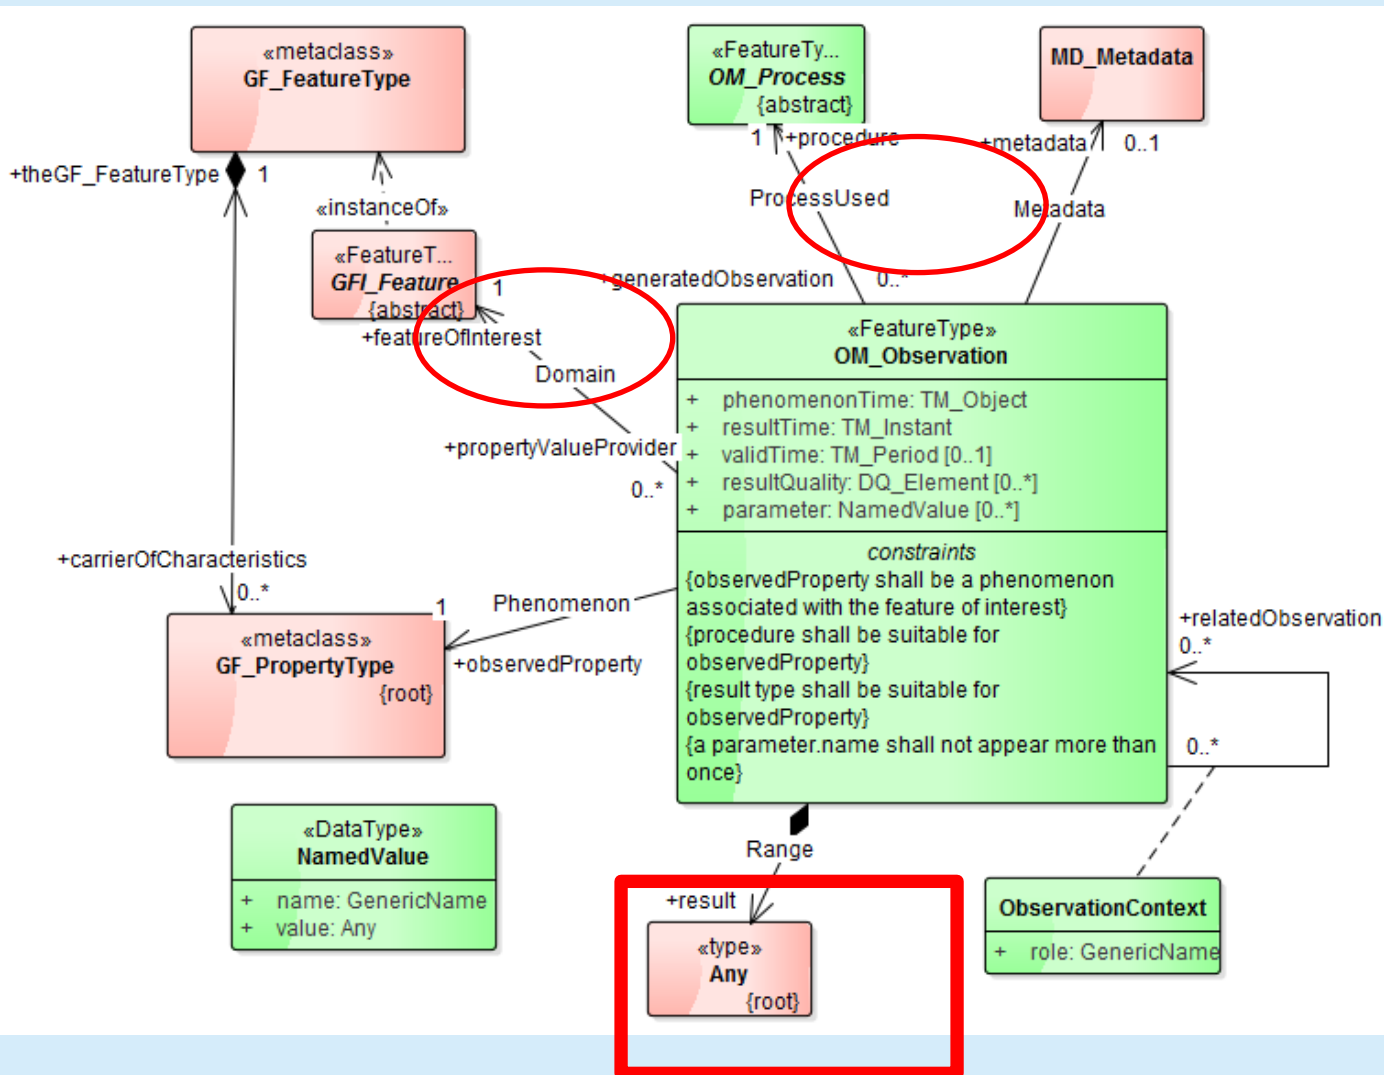 «metaclass»
GF_FeatureType
«FeatureTy...
OM_Process
{abstract}
MD_Metadata
1
+procedure
+metadata
0..1
+theGF_FeatureType
1
«instanceOf»
ProcessUsed
Metadata
«FeatureT...
GFI_Feature
{abstract}
1
+generatedObservation
0..*
+featureOfInterest
Domain
«FeatureType»
OM_Observation
+ phenomenonTime: TM_Object
+ resultTime: TM_Instant
+ validTime: TM_Period [0..1]
+ resultQuality: DQ_Element [0..*]
+ parameter: NamedValue [0..*]
+propertyValueProvider
0..*
constraints
{observedProperty shall be a phenomenon
associated with the feature of interest}
{procedure shall be suitable for
observedProperty}
{result type shall be suitable for
observedProperty}
{a parameter.name shall not appear more than
once}
+carrierOfCharacteristics
0..*
1
Phenomenon
+observedProperty
«metaclass»
GF_PropertyType
{root}
+relatedObservation
0..*
0..*
«DataType»
NamedValue
+ name: GenericName
+ value: Any
Range
+result
«type»
Any
{root}
ObservationContext
+ role: GenericName